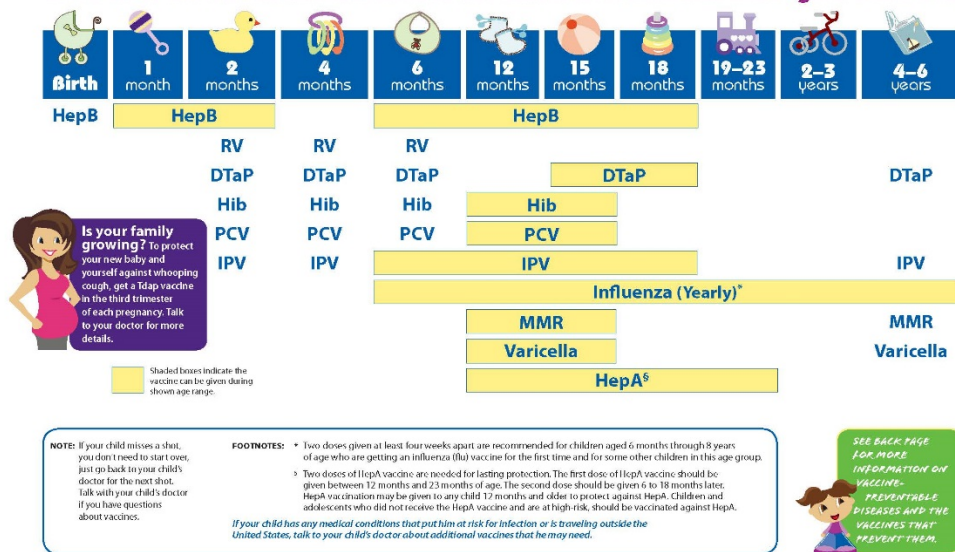 Birth
1 month
2 months
4 months
6 months
12 months
15 months
18 months
19–23 months
2–3 years
4–6 years
HepB HepB HepB
RV RV RV
DTaP DTaP DTaP DTaP DTaP
Hib Hib Hib Hib
PCV PCV PCV PCV
IPV IPV IPV IPV
Influenza (Yearly)*
MMR MMR
Varicella Varicella
HepA§
Is your family
growing? To protect
your new baby and
yourself against whooping
cough, get a Tdap vaccine
in the third trimester
of each pregnancy. Talk
to your doctor for more
details.
Shaded boxes indicate the
vaccine can be given during
shown age range.
NOTE: If your child misses a shot,
you don't need to start over,
just go back to your child's
doctor for the next shot.
Talk with your child's doctor
if you have questions
about vaccines.
FOOTNOTES: * Two doses given at least four weeks apart are recommended for children aged 6 months through 8 years
of age who are getting an influenza (flu) vaccine for the first time and for some other children in this age group.
§ Two doses of HepA vaccine are needed for lasting protection. The first dose of HepA vaccine should be
given between 12 months and 23 months of age. The second dose should be given 6 to 18 months later.
HepA vaccination may be given to any child 12 months and older to protect against HepA. Children and
adolescents who did not receive the HepA vaccine and are at high-risk, should be vaccinated against HepA.
If your child has any medical conditions that put him at risk for infection or is traveling outside the
United States, talk to your child's doctor about additional vaccines that he may need.
SEE BACK PAGE
FOR MORE
INFORMATION ON
VACCINE-
PREVENTABLE
DISEASES AND THE
VACCINES THAT
PREVENT THEM.